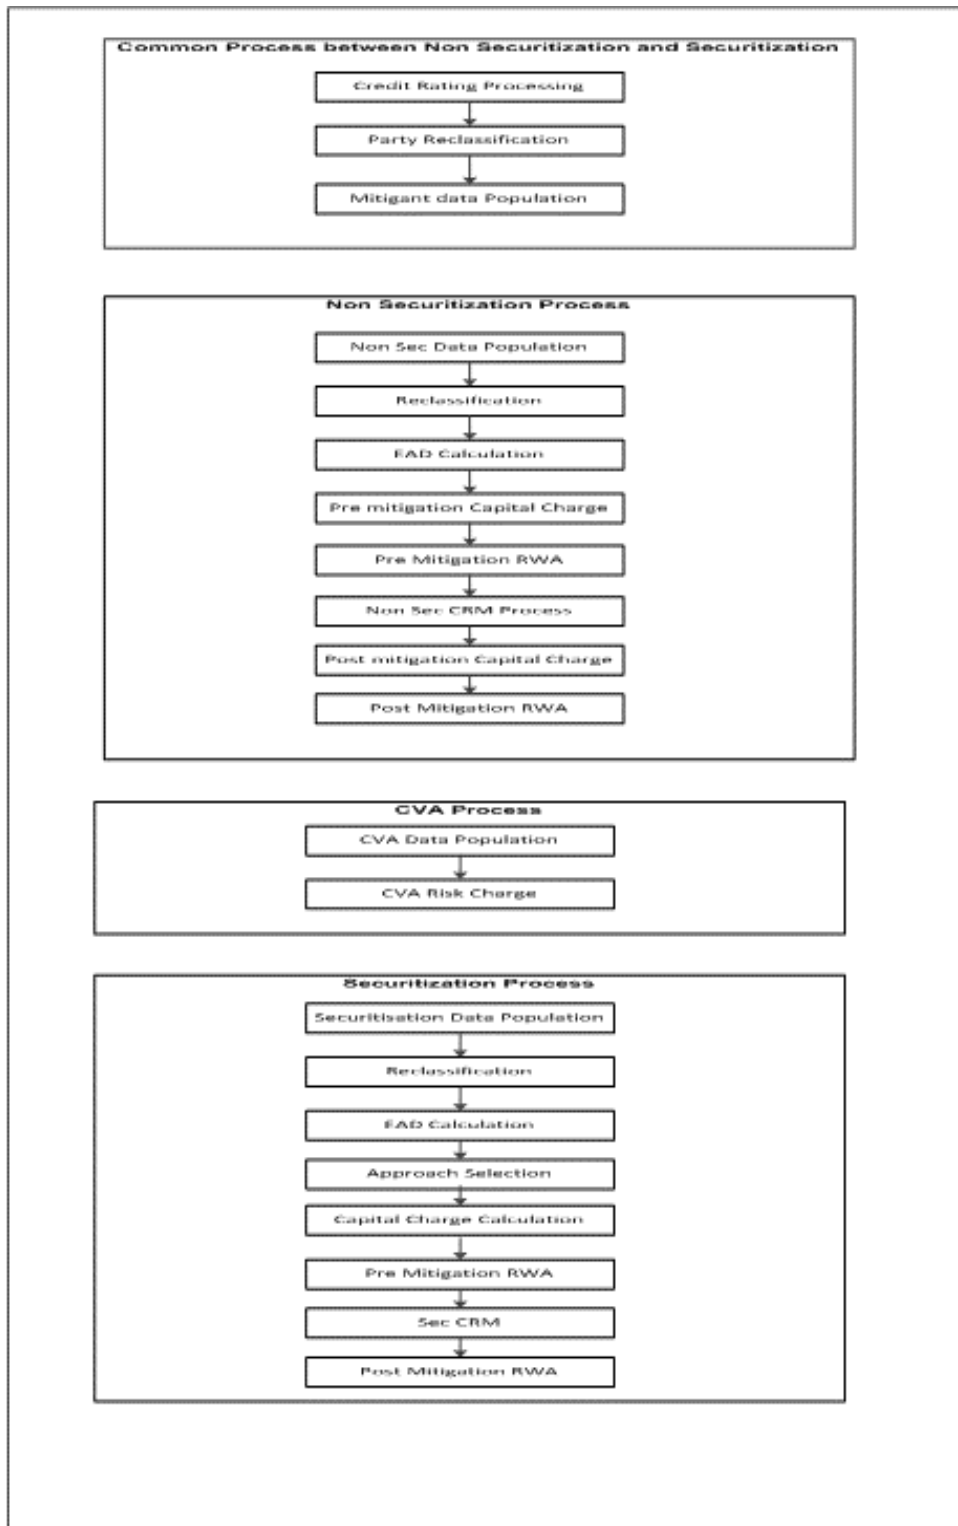 Common Process between Non Securitization and Securitization
Credit Rating Processing
Party Reclassification
Mitigant data Population
Non Securitization Process
Non Sec Data Population
Reclassification
EAD Calculation
Pre mitigation Capital Charge
Pre Mitigation RWA
Non Sec CRM Process
Post mitigation Capital Charge
Post Mitigation RWA
CVA Process
CVA Data Population
CVA Risk Charge
Securitization Process
Securitisation Data Population
Reclassification
EAD Calculation
Approach Selection
Capital Charge Calculation
Pre Mitigation RWA
Sec CRM
Post Mitigation RWA